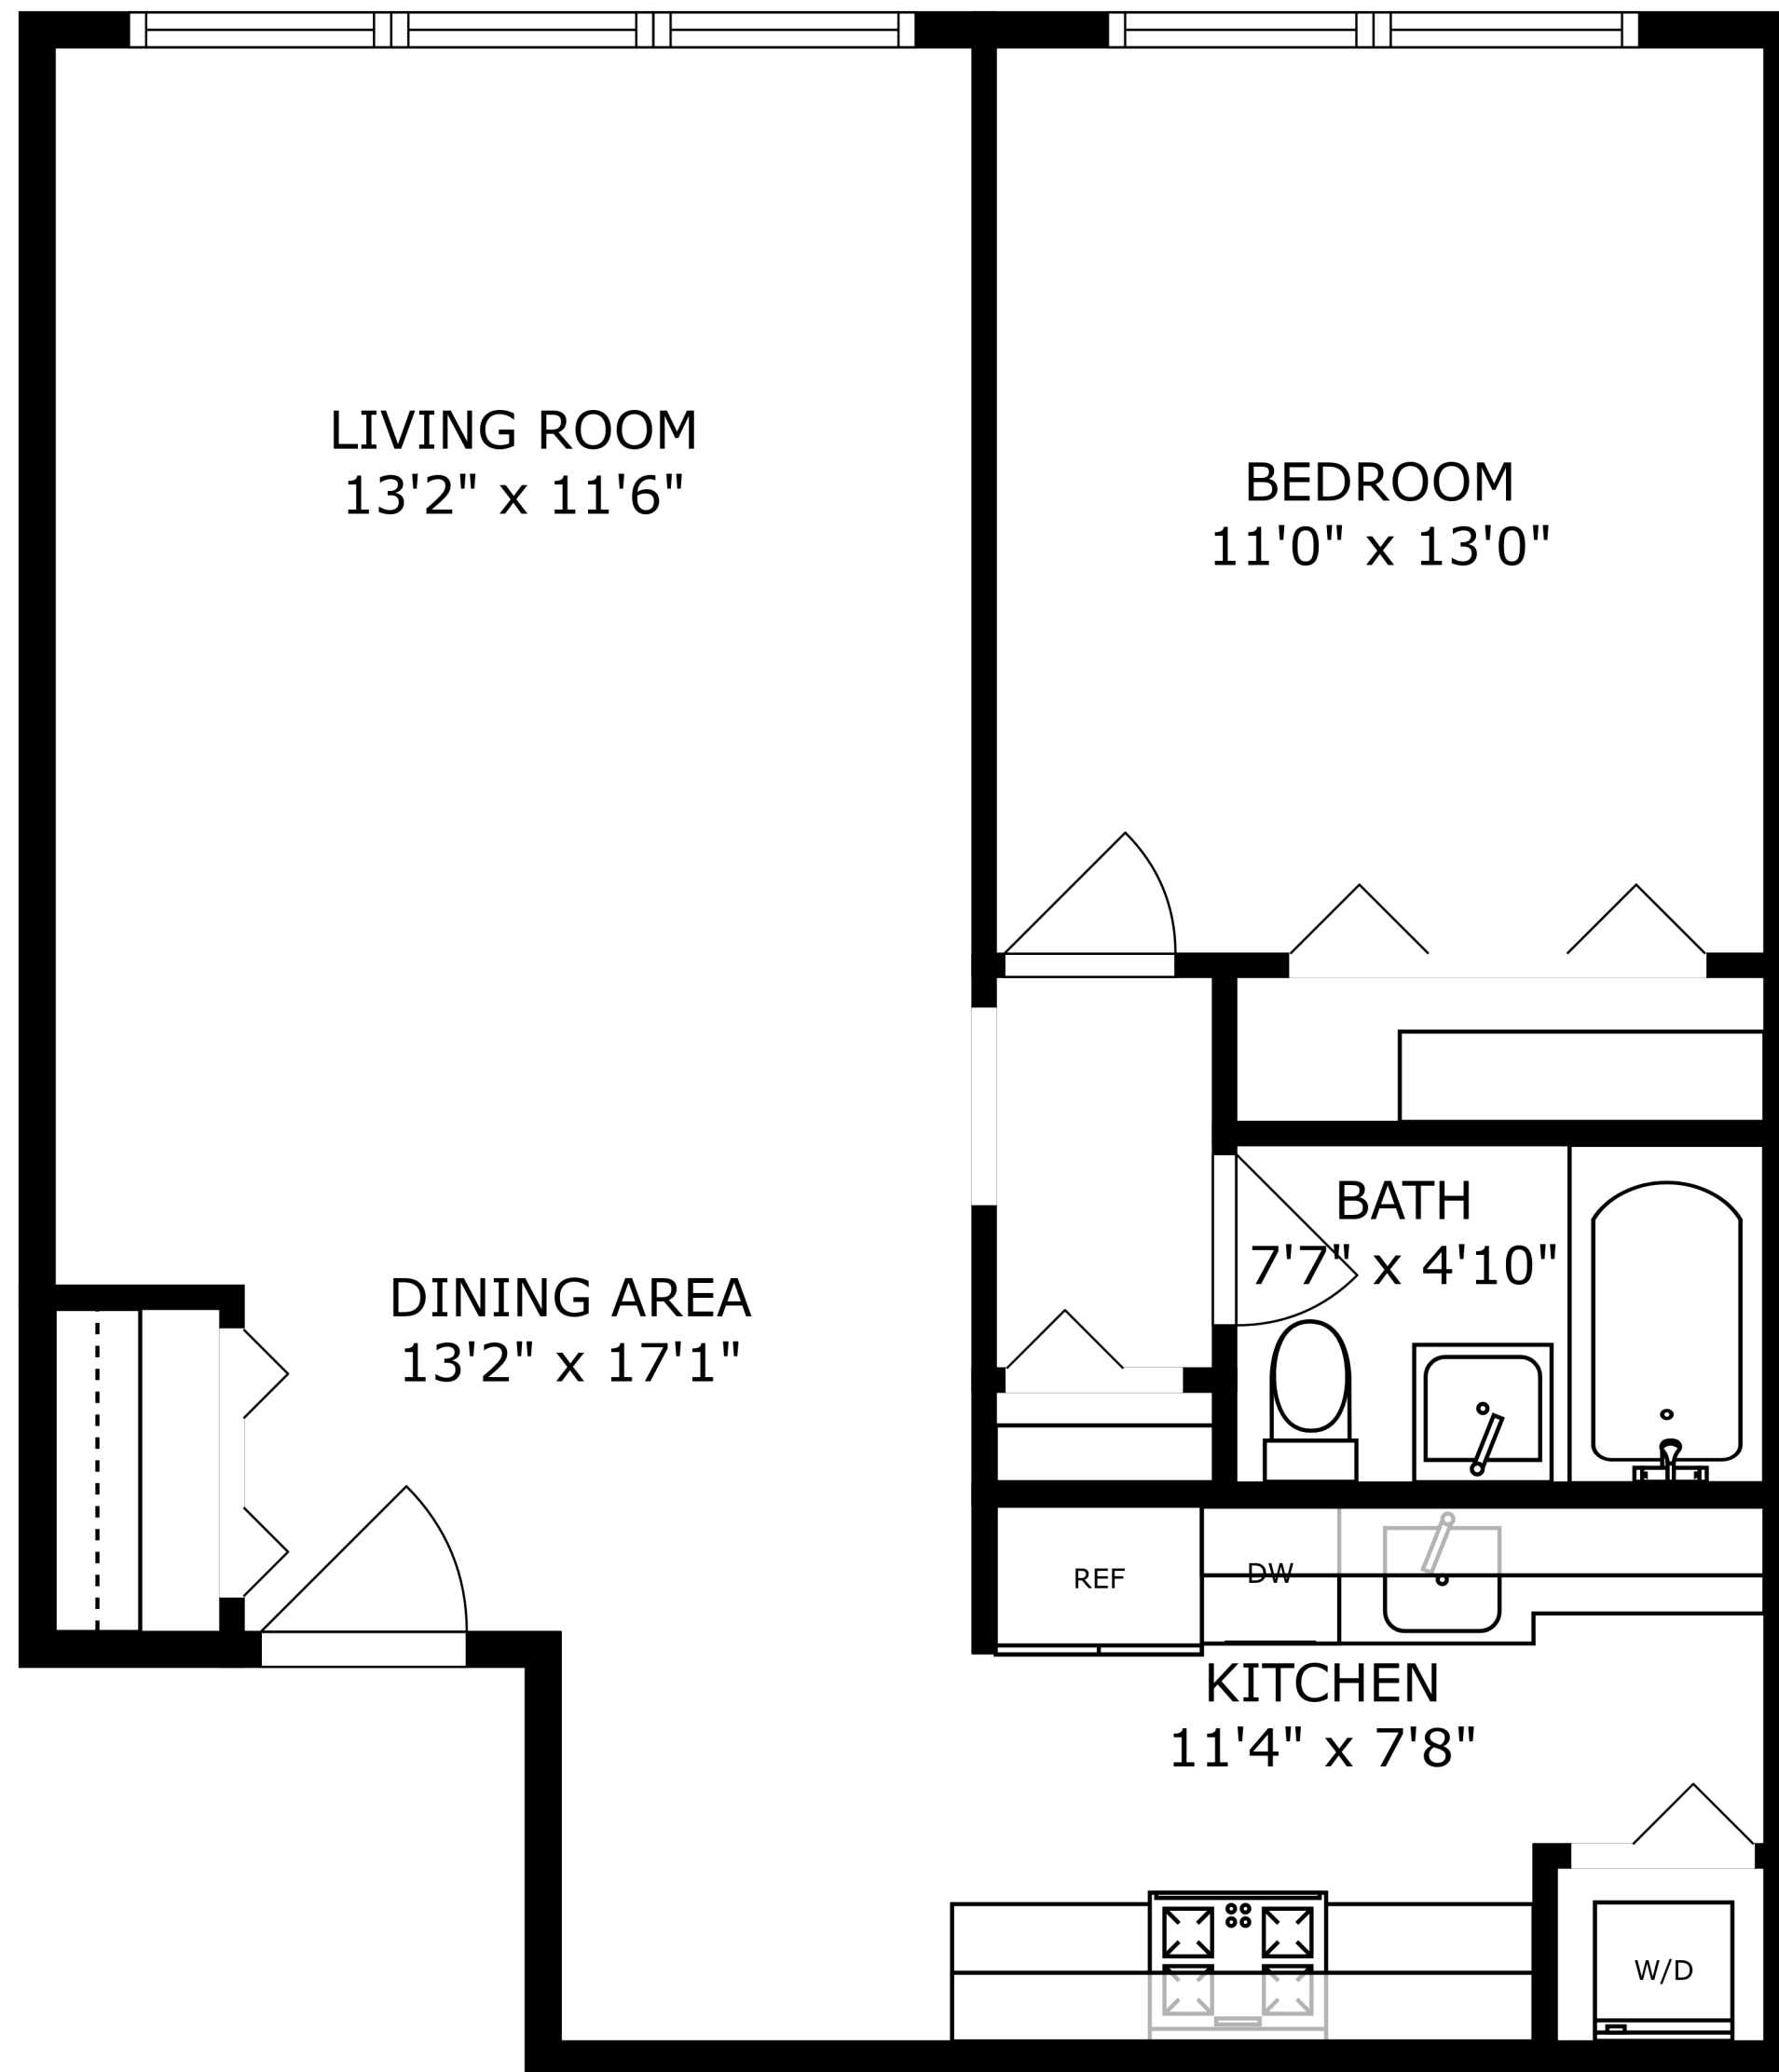 LIVING ROOM
13'2" x 11'6"
BEDROOM
11'0" x 13'0"
BATH
7'7" x 4'10"
DINING AREA
13'2" x 17'1"
REF
DW
KITCHEN
11'4" x 7'8"
W/D